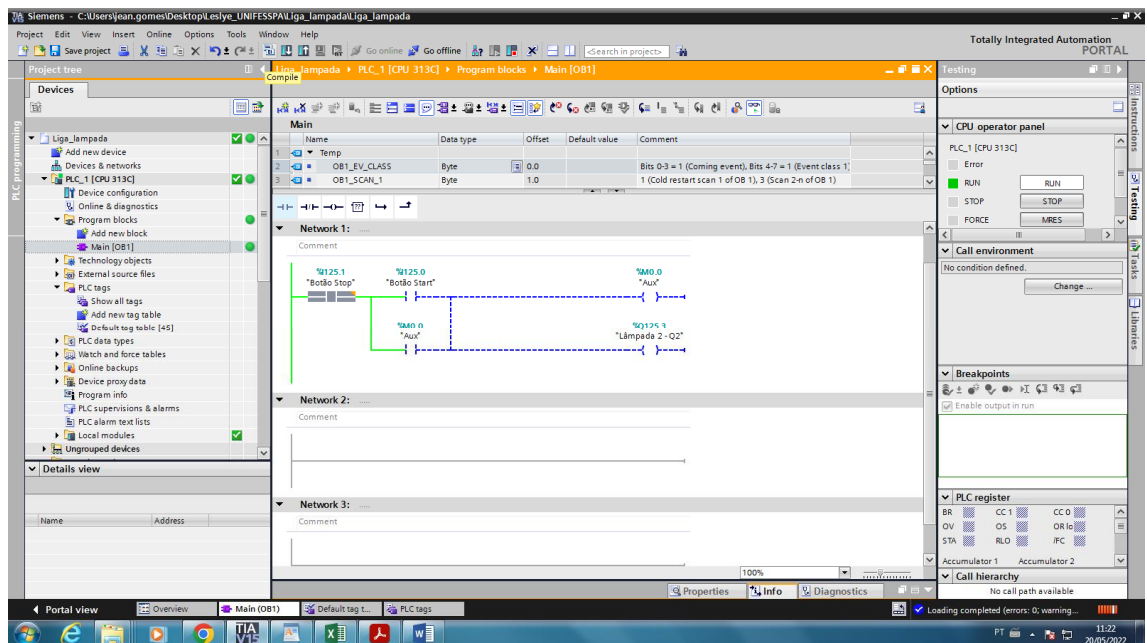 Siemens - C:\Users\jean.gomes\Desktop\Leslye_UNIFESSPA\Liga_lampada\Liga_lampada
Project Edit View Insert Online Options Tools Window Help
Totally Integrated Automation
PORTAL
Save project
Go online
Go offline
<Search in project>
Project tree
Compile
Liga_lampada PLC_1 [CPU 313C] Program blocks Main [OB1]
Testing
Devices
Options
PLC programming
Liga_lampada
Add new device
Devices & networks
PLC_1 [CPU 313C]
Device configuration
Online & diagnostics
Program blocks
Add new block
Main [OB1]
Technology objects
External source files
PLC tags
Show all tags
Add new tag table
Default tag table [45]
PLC data types
Watch and force tables
Online backups
Device proxy data
Program info
PLC supervisions & alarms
PLC alarm text lists
Local modules
Ungrouped devices
Details view
Name Address
Main
Name Data type Offset Default value Comment
1 Temp
2 OB1_EV_CLASS Byte 0.0 Bits 0-3 = 1 (Coming event), Bits 4-7 = 1 (Event class 1)
3 OB1_SCAN_1 Byte 1.0 1 (Cold restart scan 1 of OB 1), 3 (Scan 2-n of OB 1)
??
Network 1: .....
Comment
%I125.1 %I125.0 %M0.0
"Botão Stop" "Botão Start" "Aux"
%M0.0 %Q125.3
"Aux" "Lâmpada 2 - Q2"
Network 2: .....
Comment
Network 3: .....
Comment
100%
Properties Info Diagnostics
CPU operator panel
PLC_1 [CPU 313C]
Error
RUN RUN
STOP STOP
FORCE MRES
Call environment
No condition defined.
Change ...
Breakpoints
Enable output in run
PLC register
BR CC 1 CC 0
OV OS OR lo
STA RLO /FC
Accumulator 1 Accumulator 2
Call hierarchy
No call path available
Instructions
Testing
Tasks
Libraries
Portal view Overview Main (OB1) Default tag t... PLC tags
Loading completed (errors: 0; warning...
TIA
V15
PT
11:22
20/05/2022